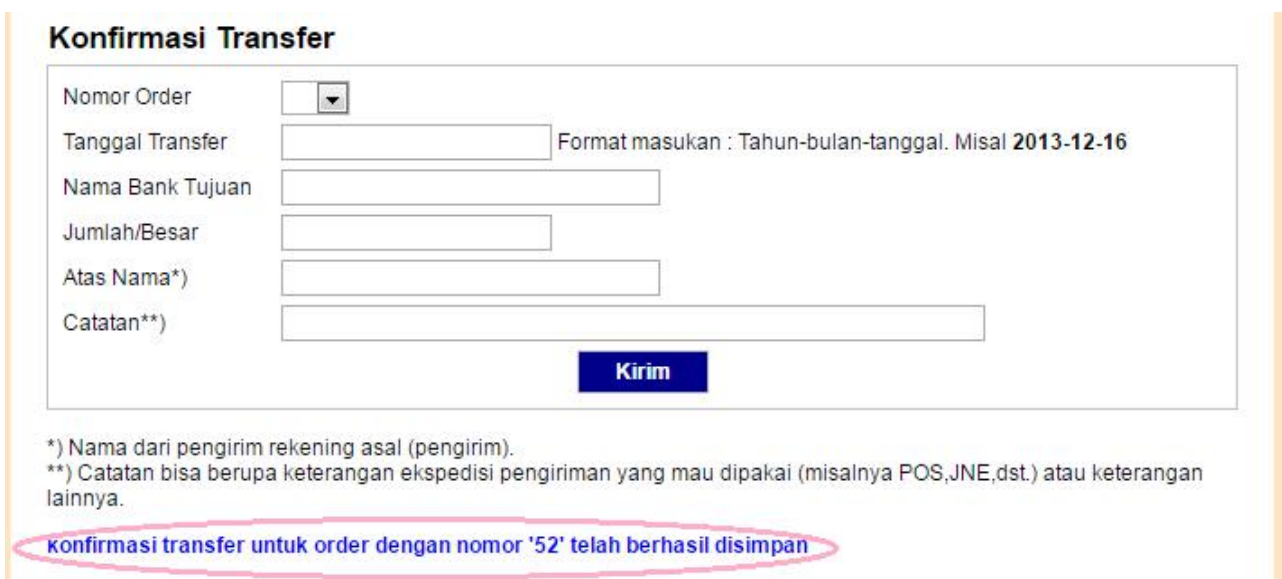 Konfirmasi Transfer
Nomor Order
Tanggal Transfer Format masukan : Tahun-bulan-tanggal. Misal 2013-12-16
Nama Bank Tujuan
Jumlah/Besar
Atas Nama*)
Catatan**)
Kirim
*) Nama dari pengirim rekening asal (pengirim).
**) Catatan bisa berupa keterangan ekspedisi pengiriman yang mau dipakai (misalnya POS,JNE,dst.) atau keterangan
lainnya.
Konfirmasi transfer untuk order dengan nomor '52' telah berhasil disimpan